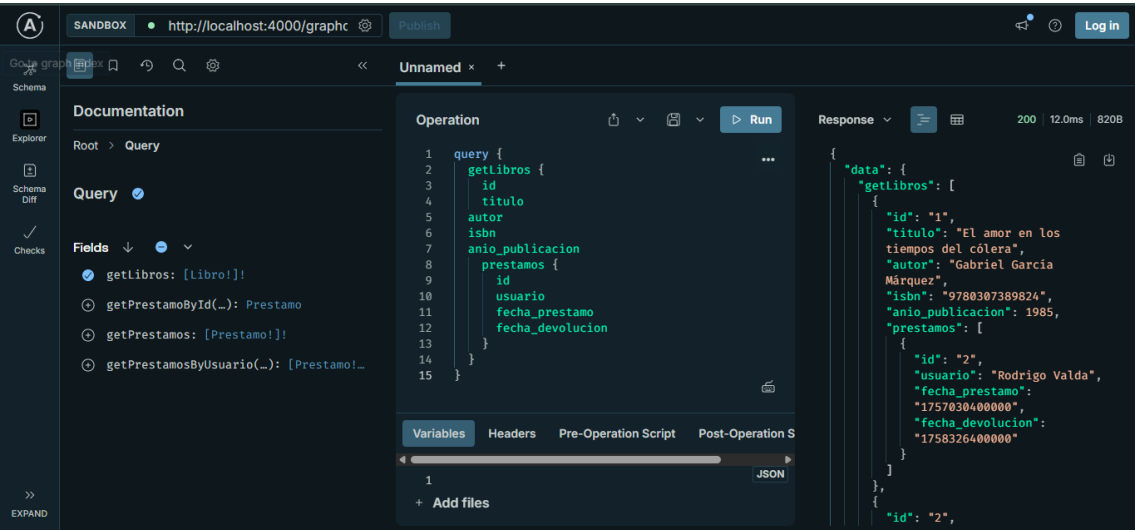 SANDBOX http://localhost:4000/graphc Publish Log in
Go to graph index
Schema
Explorer
Schema
Diff
Checks
EXPAND
Documentation
Root > Query
Query
Fields
getLibros: [Libro!]!
getPrestamoById(…): Prestamo
getPrestamos: [Prestamo!]!
getPrestamosByUsuario(…): [Prestamo!…
Unnamed × +
Operation
Run
1 query {
2 getLibros {
3 id
4 titulo
5 autor
6 isbn
7 anio_publicacion
8 prestamos {
9 id
10 usuario
11 fecha_prestamo
12 fecha_devolucion
13 }
14 }
15 }
Variables Headers Pre-Operation Script Post-Operation S
JSON
1
+ Add files
Response 200 12.0ms 820B
{
"data": {
"getLibros": [
{
"id": "1",
"titulo": "El amor en los
tiempos del cólera",
"autor": "Gabriel García
Márquez",
"isbn": "9780307389824",
"anio_publicacion": 1985,
"prestamos": [
{
"id": "2",
"usuario": "Rodrigo Valda",
"fecha_prestamo":
"1757030400000",
"fecha_devolucion":
"1758326400000"
}
]
},
{
"id": "2",